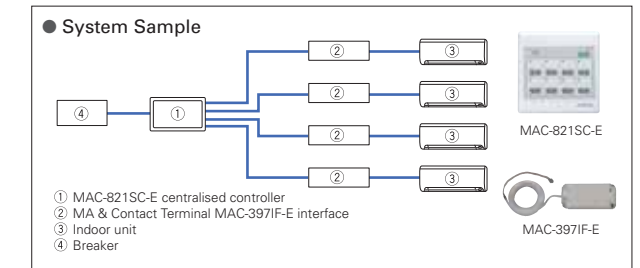 ● System Sample
② ③
② ③
④ ①
② ③
② ③
MAC-821SC-E
① MAC-821SC-E centralised controller
② MA & Contact Terminal MAC-397IF-E interface
③ Indoor unit
④ Breaker
MAC-397IF-E